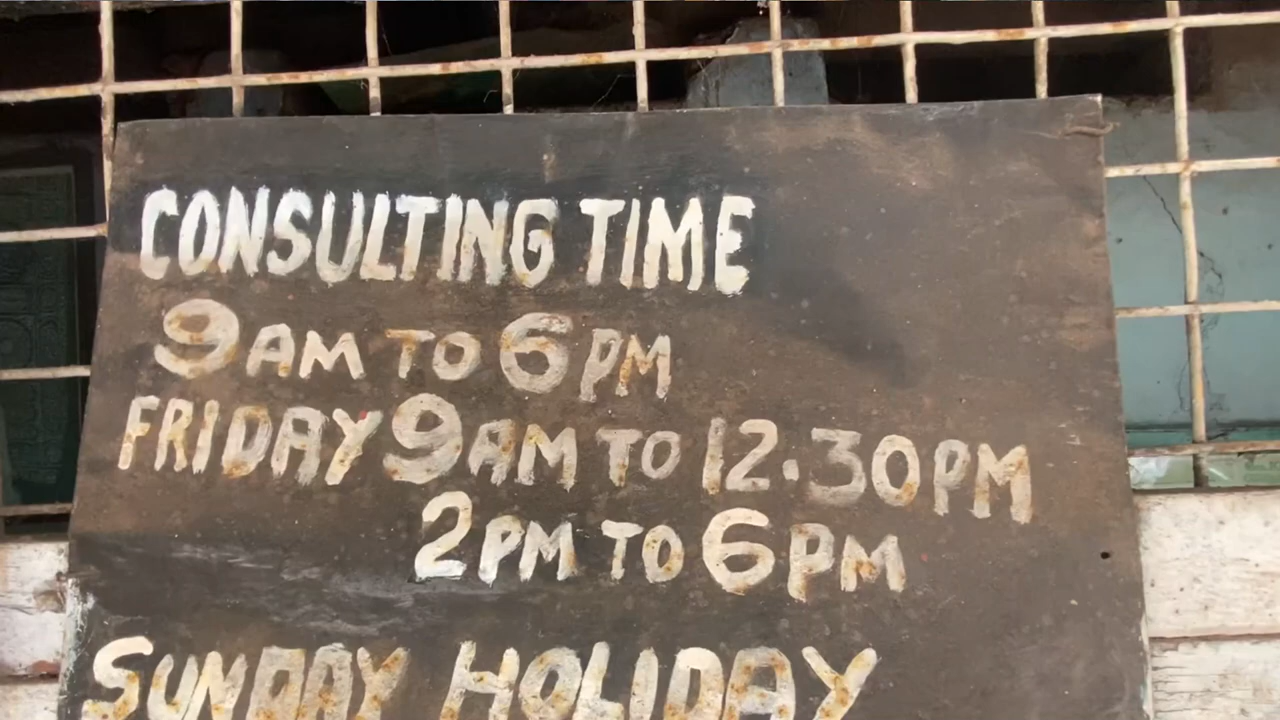 CONSULTING TIME
9AM TO 6PM
FRIDAY 9AM TO 12.30PM
2PM TO 6PM
SUNDAY HOLIDAY